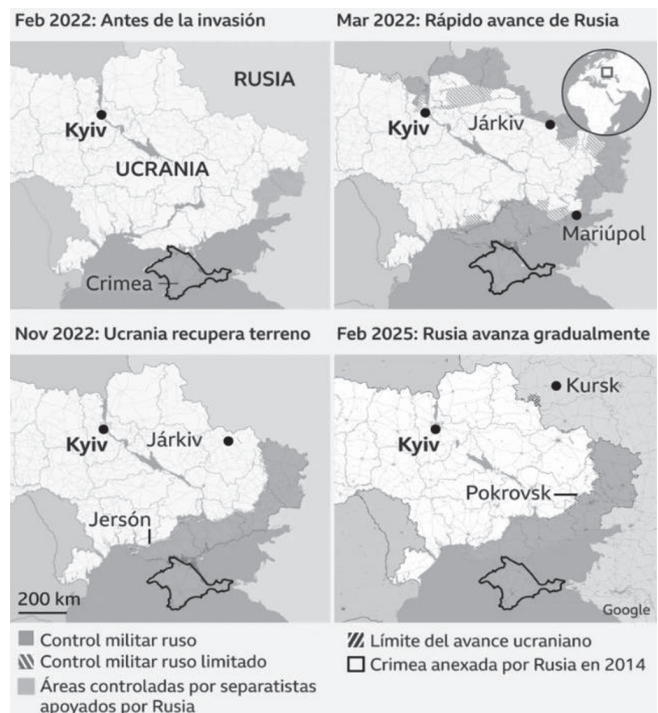 Feb 2022: Antes de la invasión
RUSIA
Kyiv
UCRANIA
Crimea
Mar 2022: Rápido avance de Rusia
Kyiv
Járkiv
Mariúpol
Nov 2022: Ucrania recupera terreno
Kyiv
Járkiv
Jersón
200 km
Feb 2025: Rusia avanza gradualmente
Kursk
Kyiv
Pokrovsk
Google
Control militar ruso
Control militar ruso limitado
Áreas controladas por separatistas
apoyados por Rusia
Límite del avance ucraniano
Crimea anexada por Rusia en 2014